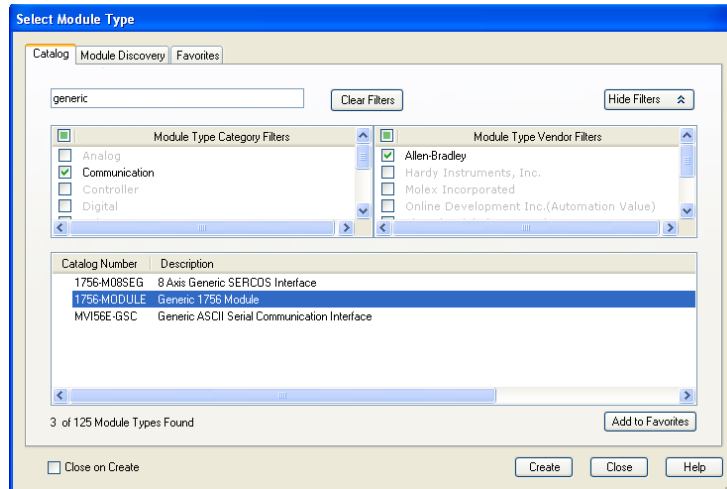 Select Module Type
Catalog Module Discovery Favorites
generic Clear Filters Hide Filters
Module Type Category Filters Module Type Vendor Filters
Analog Allen-Bradley
Communication Hardy Instruments, Inc.
Controller Molex Incorporated
Digital Online Development Inc.(Automation Value)
Catalog Number Description
1756-M08SEG 8 Axis Generic SERCOS Interface
1756-MODULE Generic 1756 Module
MVI56E-GSC Generic ASCII Serial Communication Interface
3 of 125 Module Types Found Add to Favorites
Close on Create Create Close Help